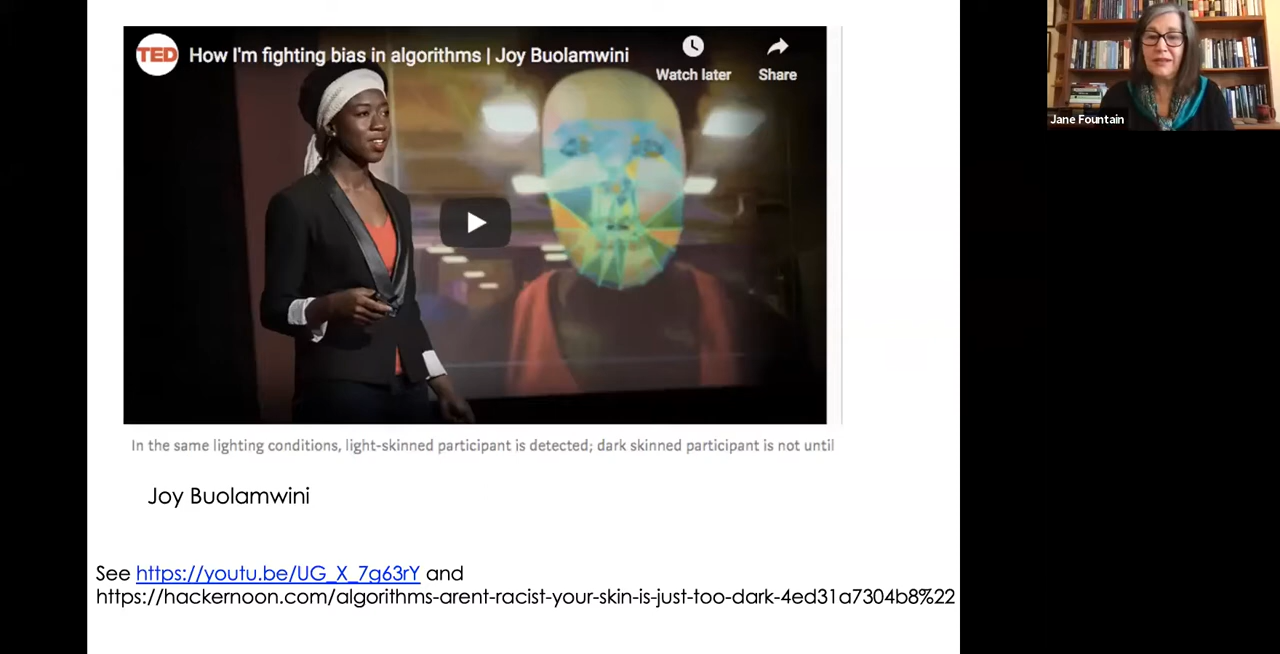 TED
How I'm fighting bias in algorithms | Joy Buolamwini
Watch later
Share
Jane Fountain
In the same lighting conditions, light-skinned participant is detected; dark skinned participant is not until
Joy Buolamwini
See https://youtu.be/UG_X_7g63rY and
https://hackernoon.com/algorithms-arent-racist-your-skin-is-just-too-dark-4ed31a7304b8%22